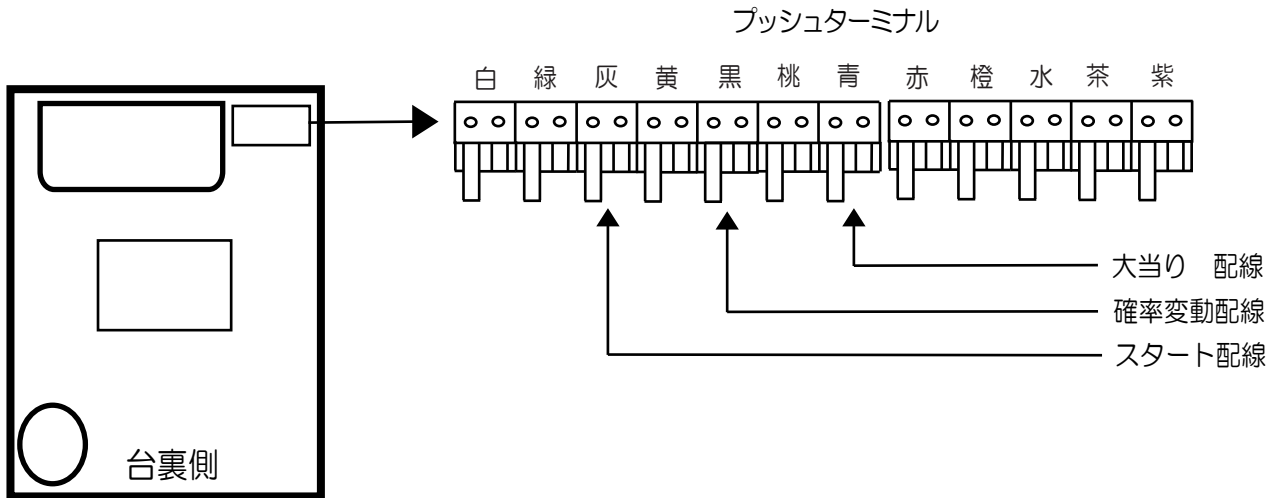 プッシュターミナル
白 緑 灰 黄 黒 桃 青 赤 橙 水 茶 紫
大当り　配線
確率変動配線
スタート配線
台裏側